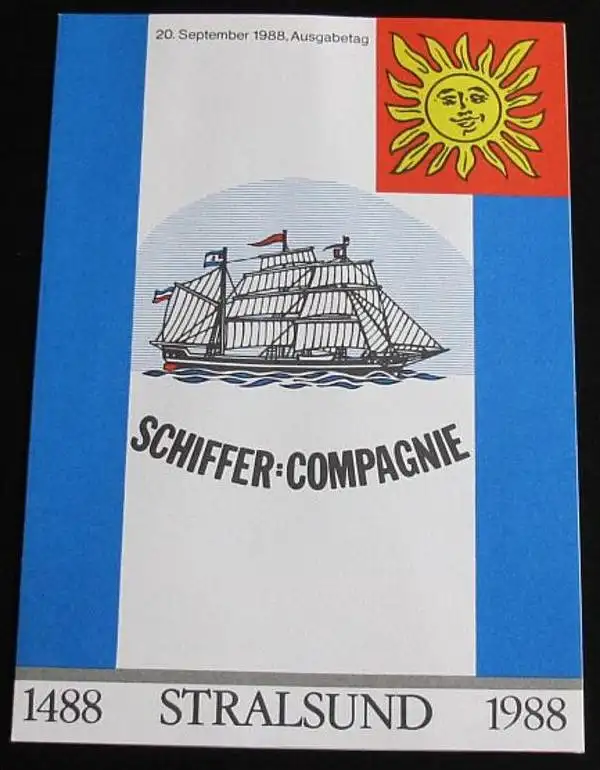 20. September 1988, Ausgabetag
SCHIFFER=COMPAGNIE
1488 STRALSUND 1988